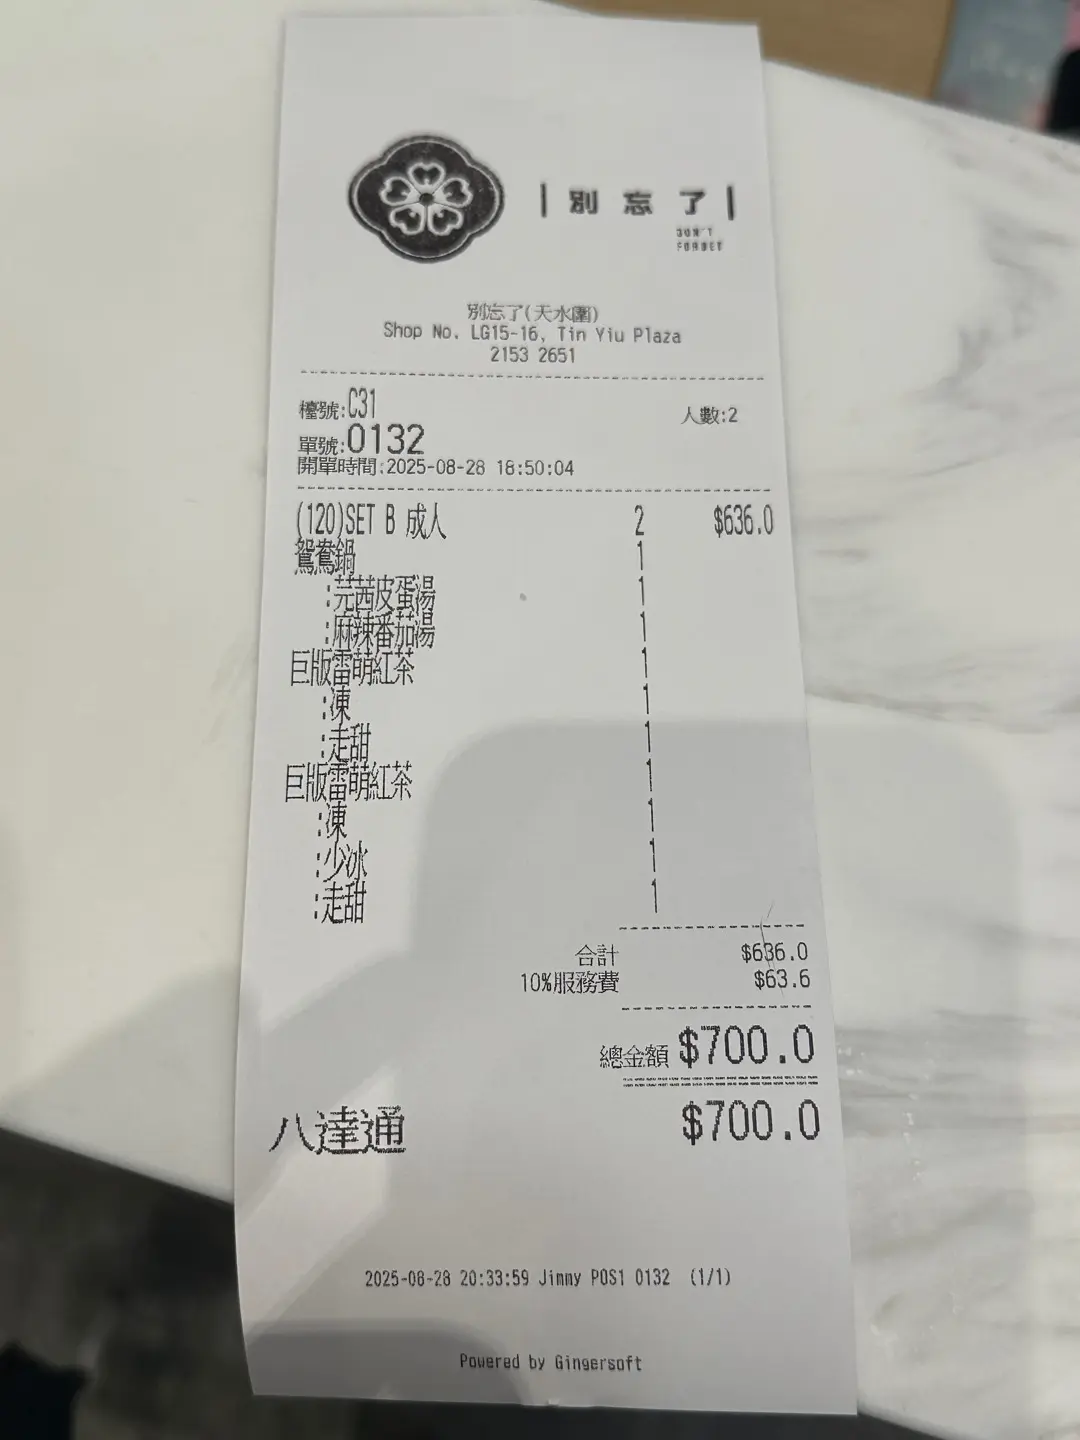 |別忘了|
DON'T
FORGET
別忘了(天水圍)
Shop No. LG15-16, Tin Yiu Plaza
2153 2651
檯號:C31
人數:2
單號:0132
開單時間:2025-08-28 18:50:04
(120)SET B 成人 2 $636.0
鴛鴦鍋 1
:芫茜皮蛋湯 1
:麻辣番茄湯 1
巨版雷萌紅茶 1
:凍 1
:走甜 1
巨版雷萌紅茶 1
:凍 1
:少冰 1
:走甜 1
合計 $636.0
10%服務費 $63.6
總金額 $700.0
八達通 $700.0
2025-08-28 20:33:59 Jimmy POS1 0132 (1/1)
Powered by Gingersoft